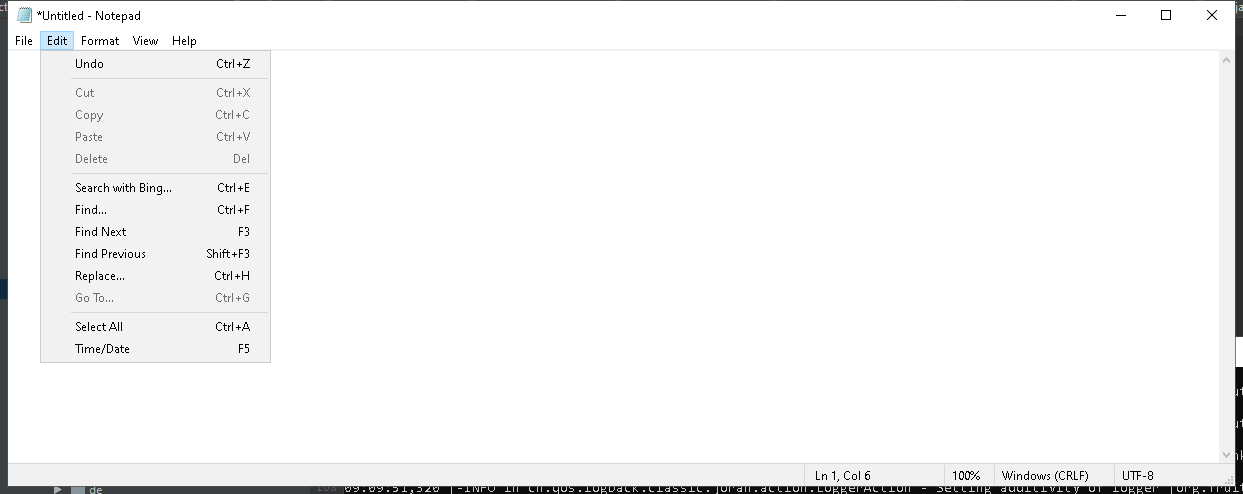 *Untitled - Notepad
File Edit Format View Help
Undo Ctrl+Z
Cut Ctrl+X
Copy Ctrl+C
Paste Ctrl+V
Delete Del
Search with Bing... Ctrl+E
Find... Ctrl+F
Find Next F3
Find Previous Shift+F3
Replace... Ctrl+H
Go To... Ctrl+G
Select All Ctrl+A
Time/Date F5
Ln 1, Col 6 100% Windows (CRLF) UTF-8
de 09:09:51,320 |-INFO in ch.qos.logback.classic.joran.action.LoggerAction - Setting additivity of logger